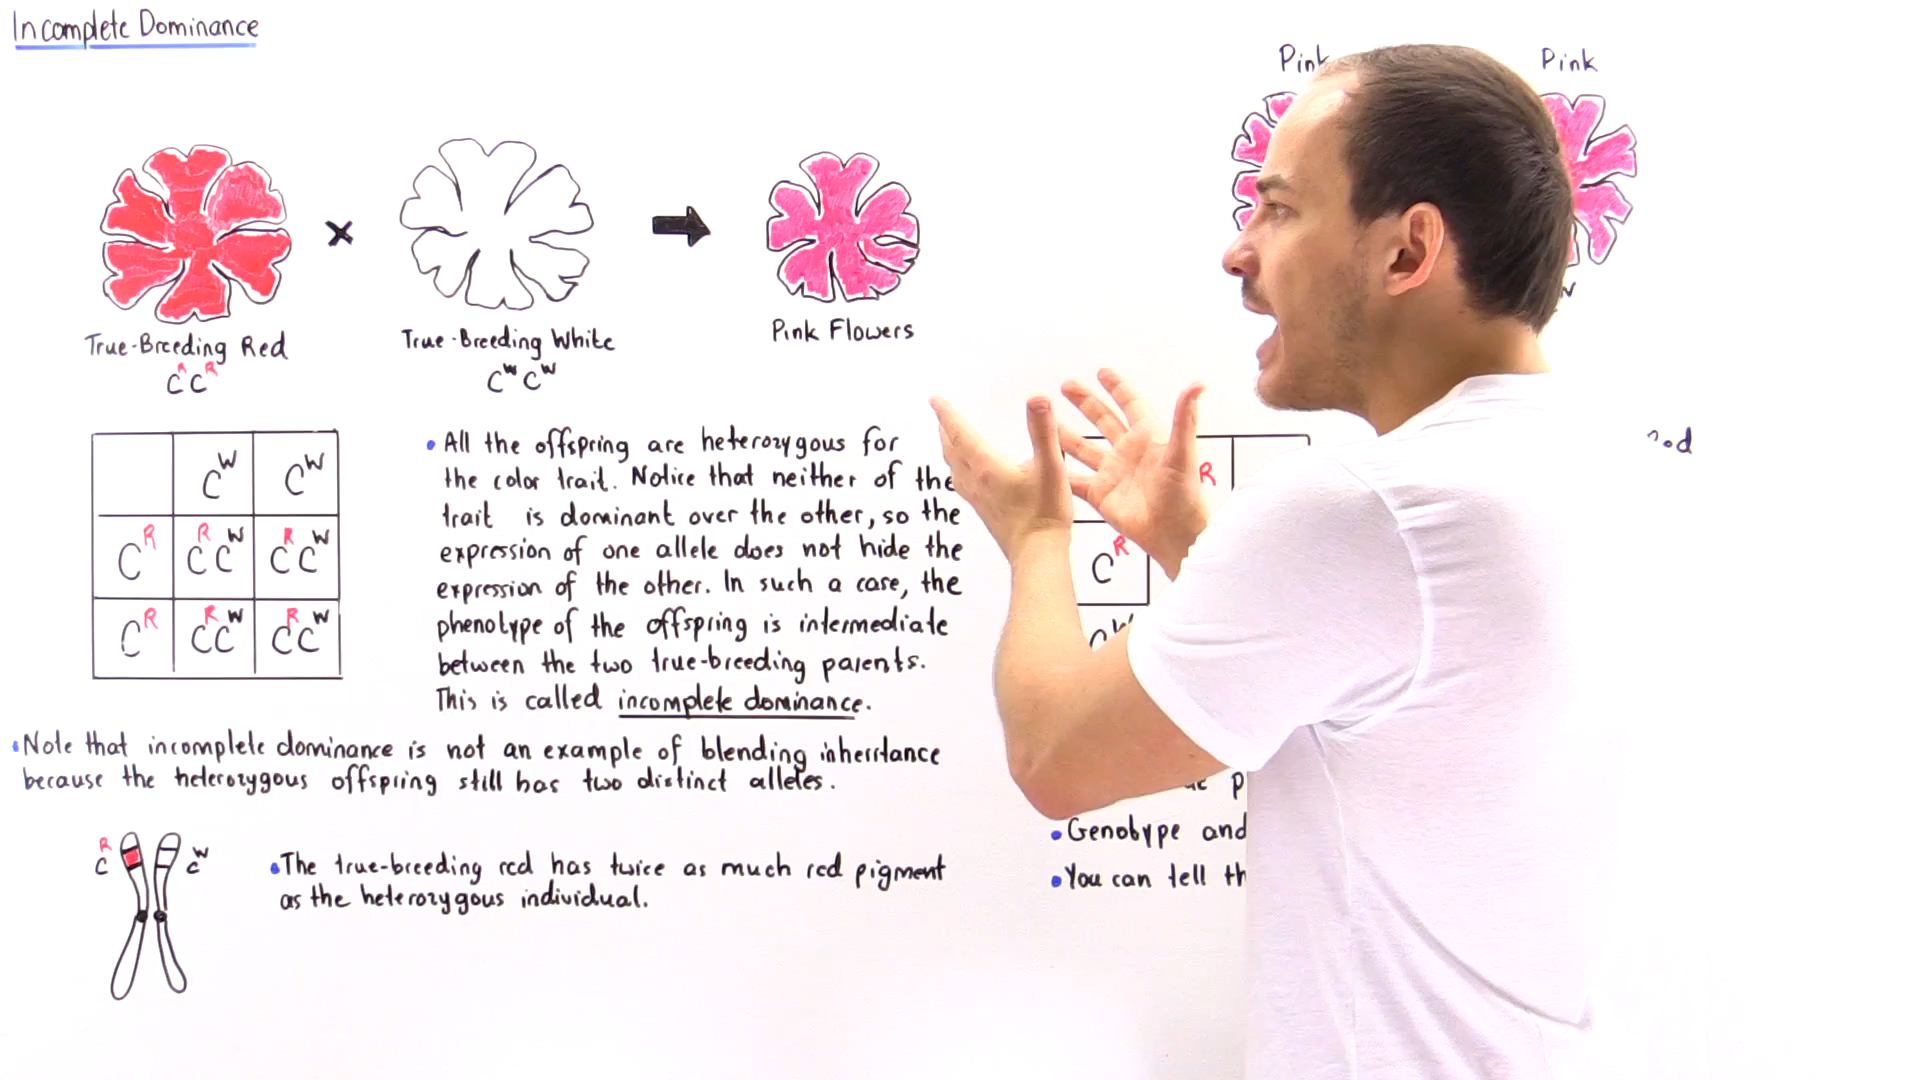 Incomplete Dominance
Pink
Pink
True-Breeding Red
C^R C^R
True-Breeding White
C^W C^W
Pink Flowers
C^W C^W
C^R C^R C^W C^R C^W
C^R C^R C^W C^R C^W
• All the offspring are heterozygous for
the color trait. Notice that neither of the
trait is dominant over the other, so the
expression of one allele does not hide the
expression of the other. In such a case, the
phenotype of the offspring is intermediate
between the two true-breeding parents.
This is called incomplete dominance.
• Note that incomplete dominance is not an example of blending inheritance
because the heterozygous offspring still has two distinct alleles.
C^R C^W
• The true-breeding red has twice as much red pigment
as the heterozygous individual.
R
C^R
C^W
• Genotype and
• You can tell th